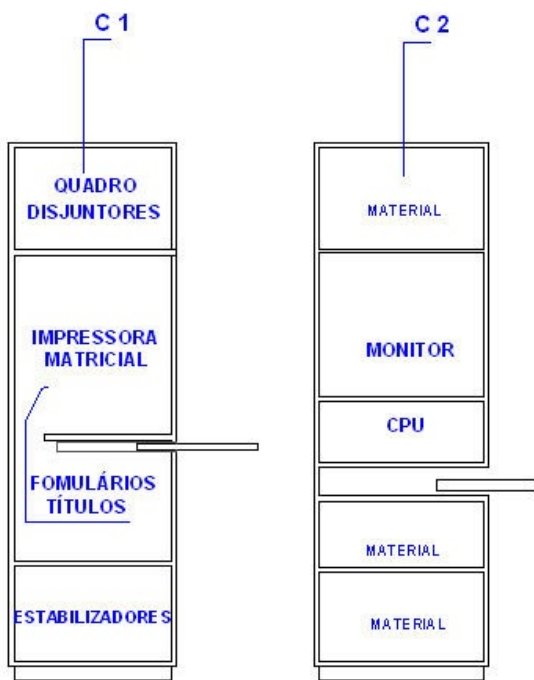 C 1
QUADRO
DISJUNTORES
IMPRESSORA
MATRICIAL
FOMULÁRIOS
TÍTULOS
ESTABILIZADORES
C 2
MATERIAL
MONITOR
CPU
MATERIAL
MATERIAL